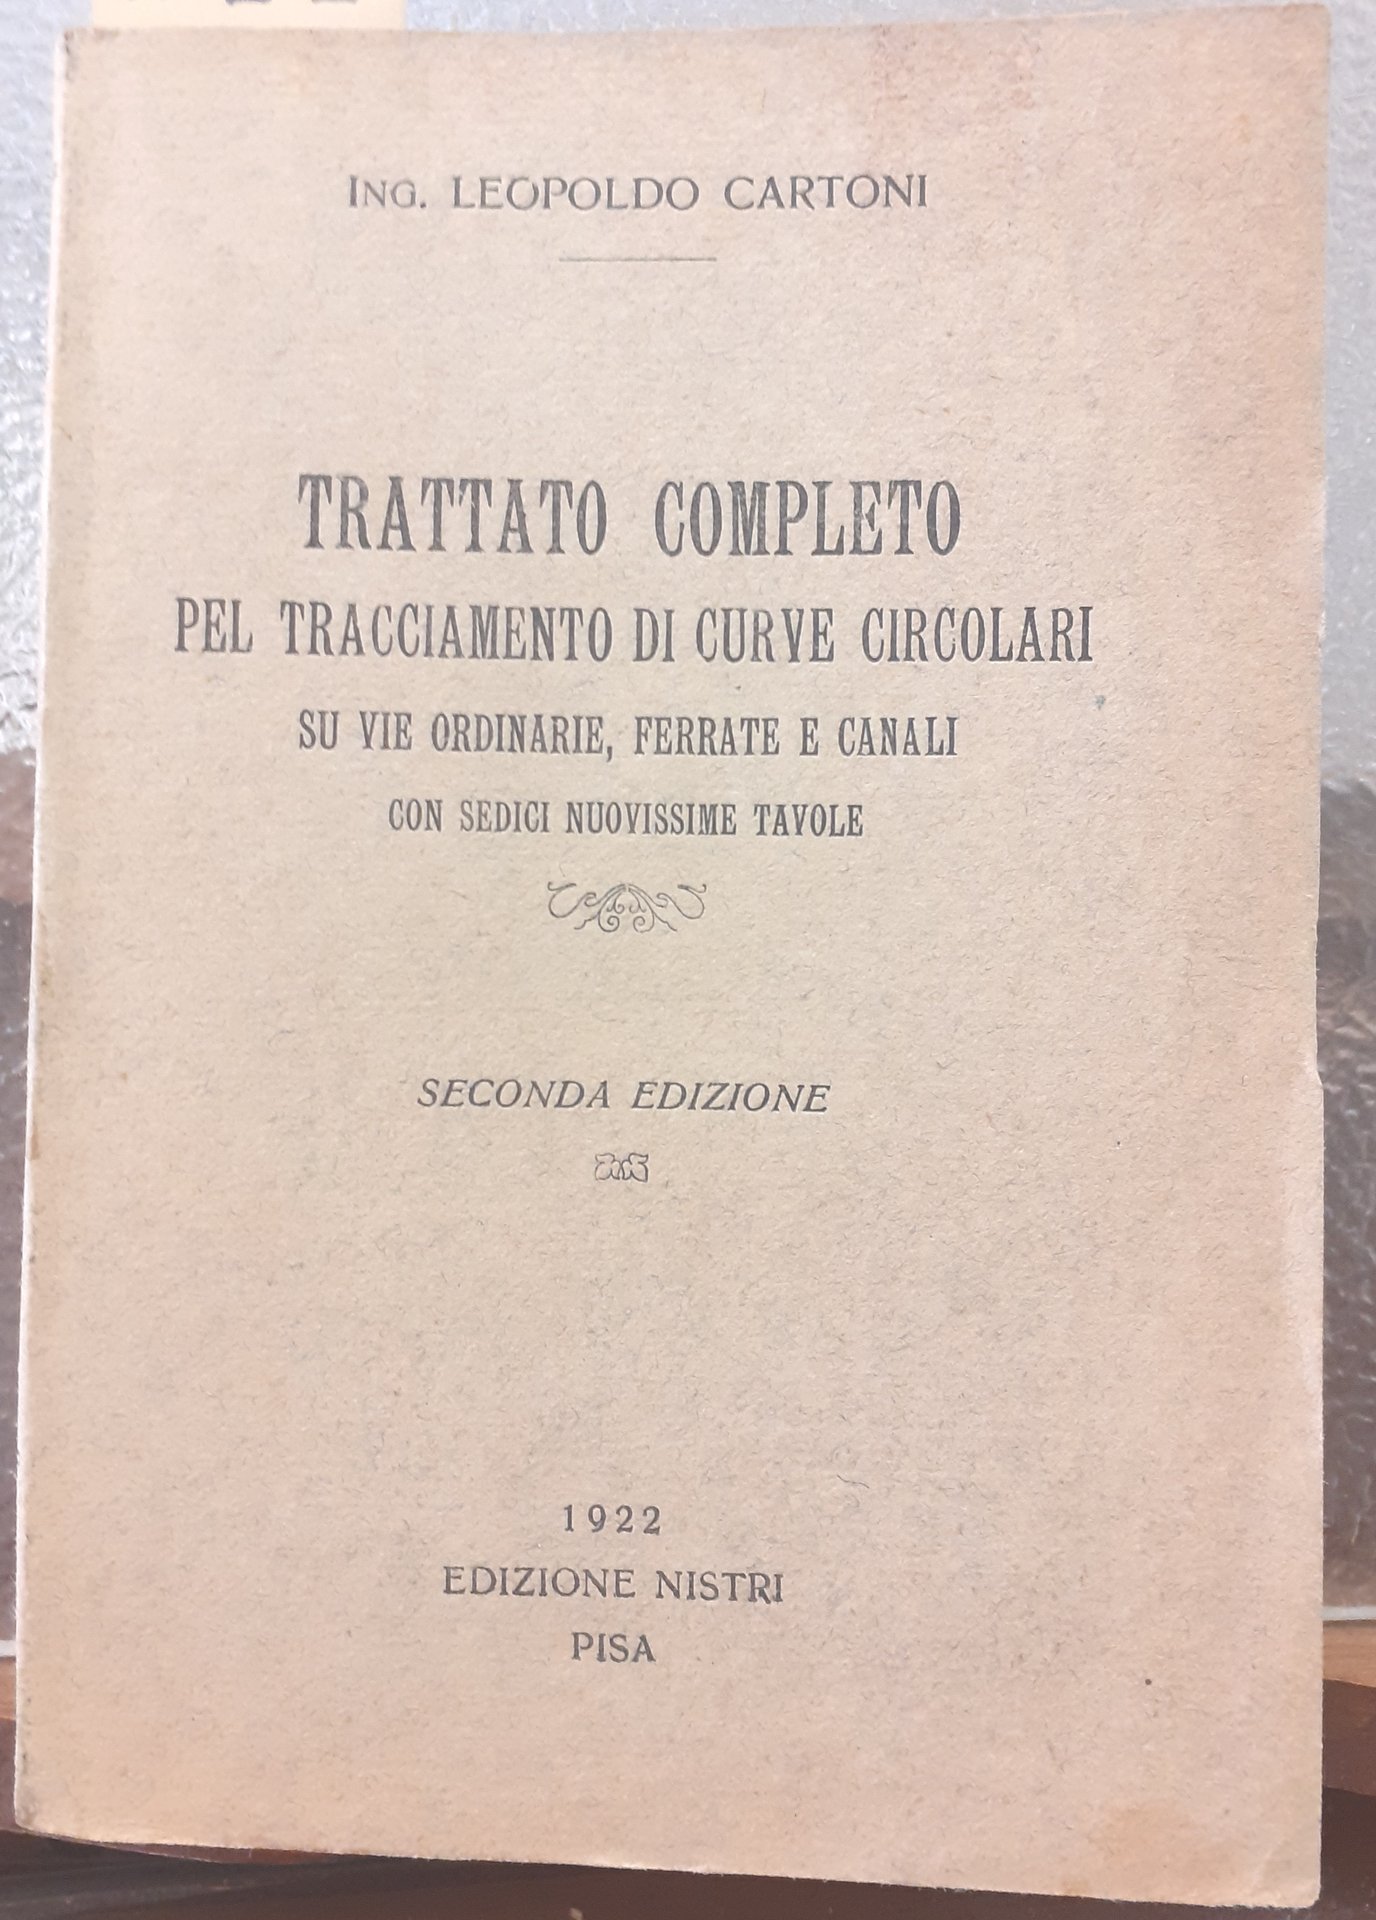 ING. LEOPOLDO CARTONI
TRATTATO COMPLETO
PEL TRACCIAMENTO DI CURVE CIRCOLARI
SU VIE ORDINARIE, FERRATE E CANALI
CON SEDICI NUOVISSIME TAVOLE
SECONDA EDIZIONE
1922
EDIZIONE NISTRI
PISA